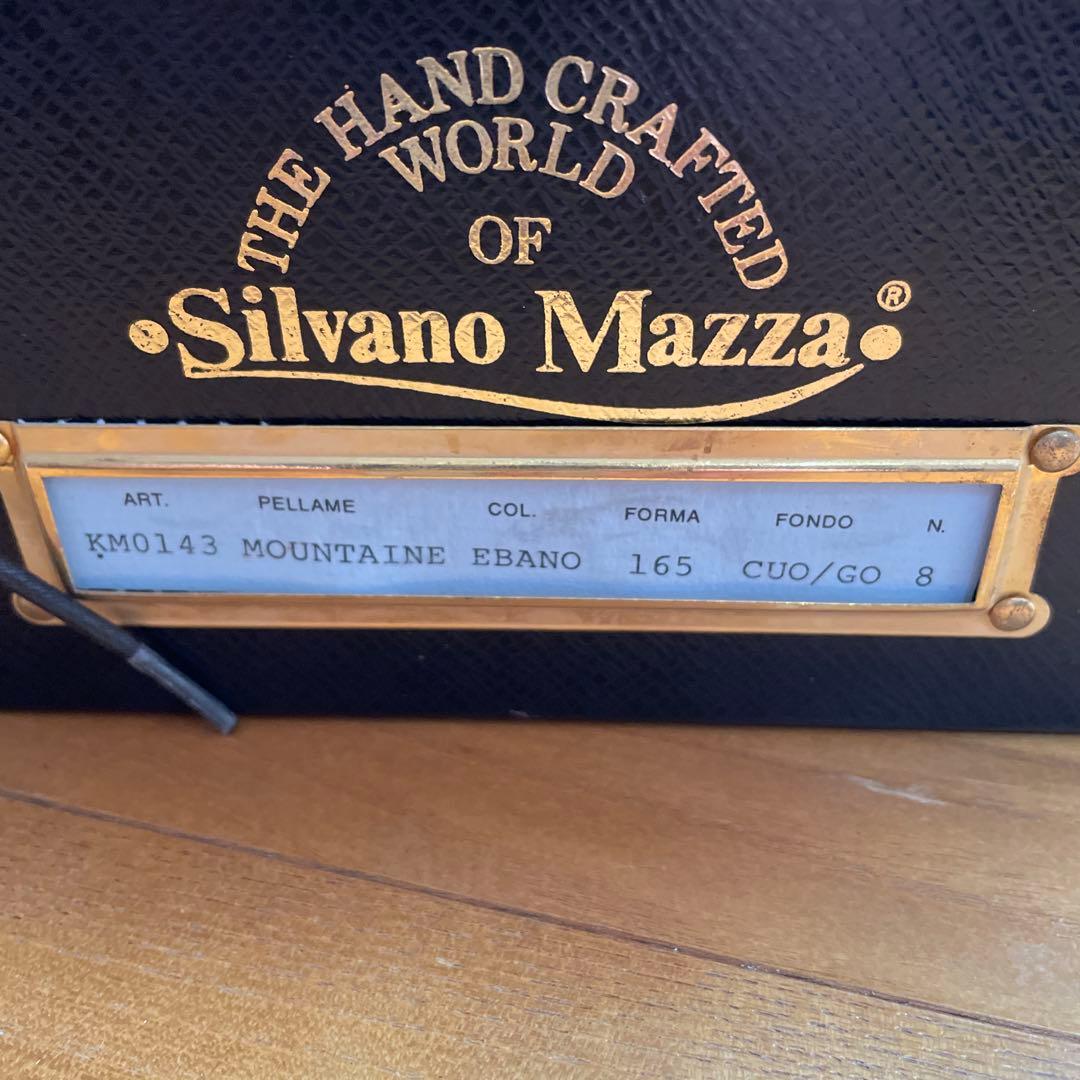 THE HAND CRAFTED
WORLD
OF
•Silvano Mazza•®
ART. PELLAME COL. FORMA FONDO N.
KM0143 MOUNTAINE EBANO 165 CUO/GO 8